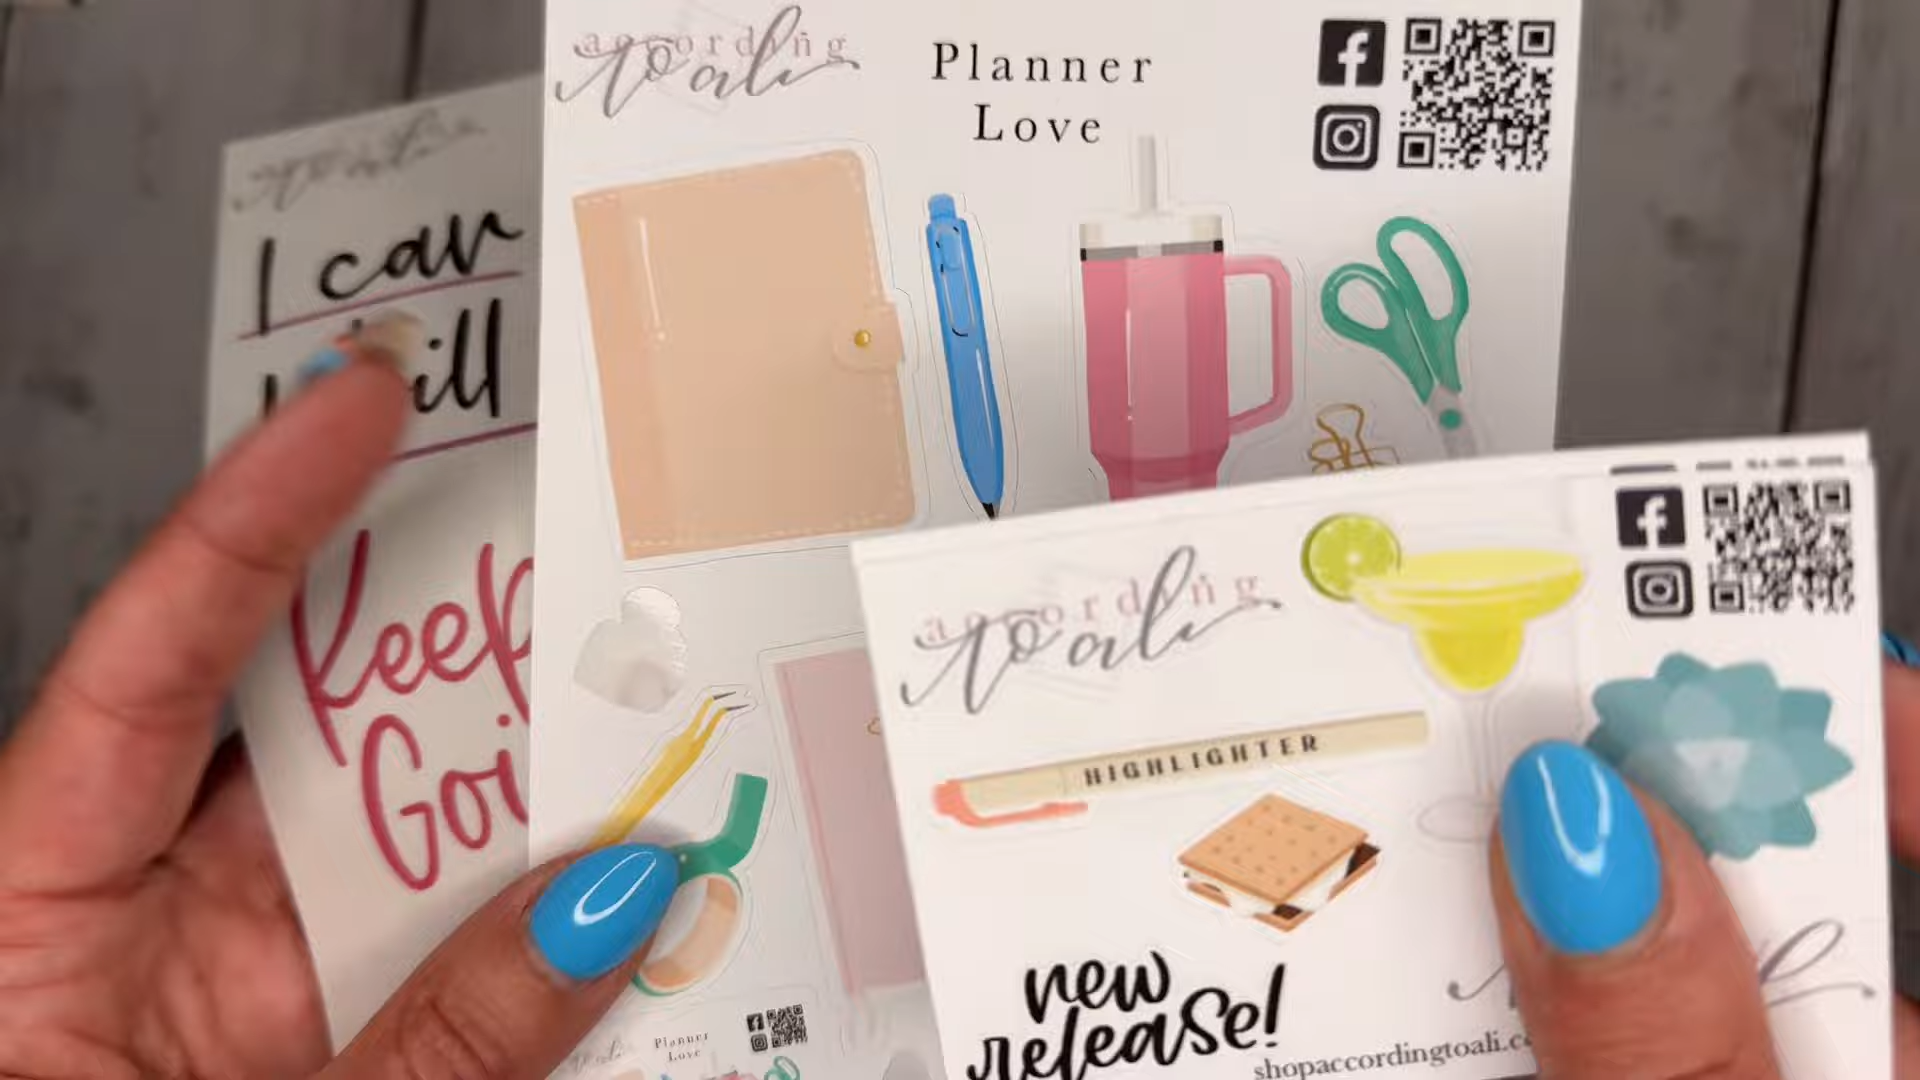 according
to ali
Planner
Love
I can
Keep
Goi
according
to ali
HIGHLIGHTER
new
release!
shopaccordingtoali.c
Planner
Love